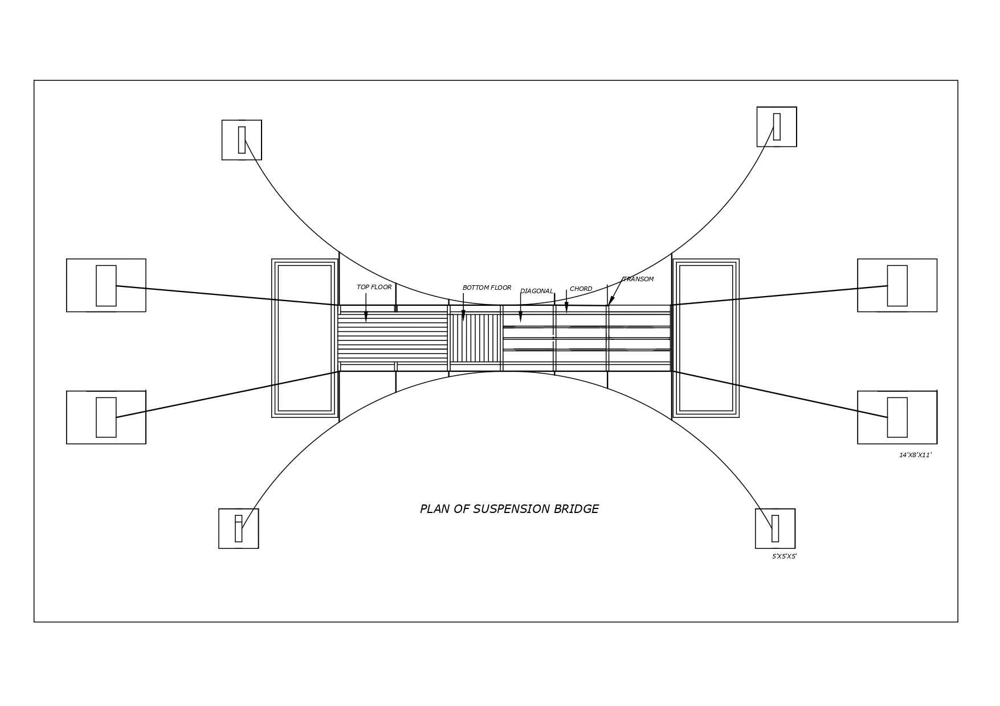 TRANSOM
TOP FLOOR
BOTTOM FLOOR
DIAGONAL
CHORD
14'X8'X11'
PLAN OF SUSPENSION BRIDGE
5'X5'X5'